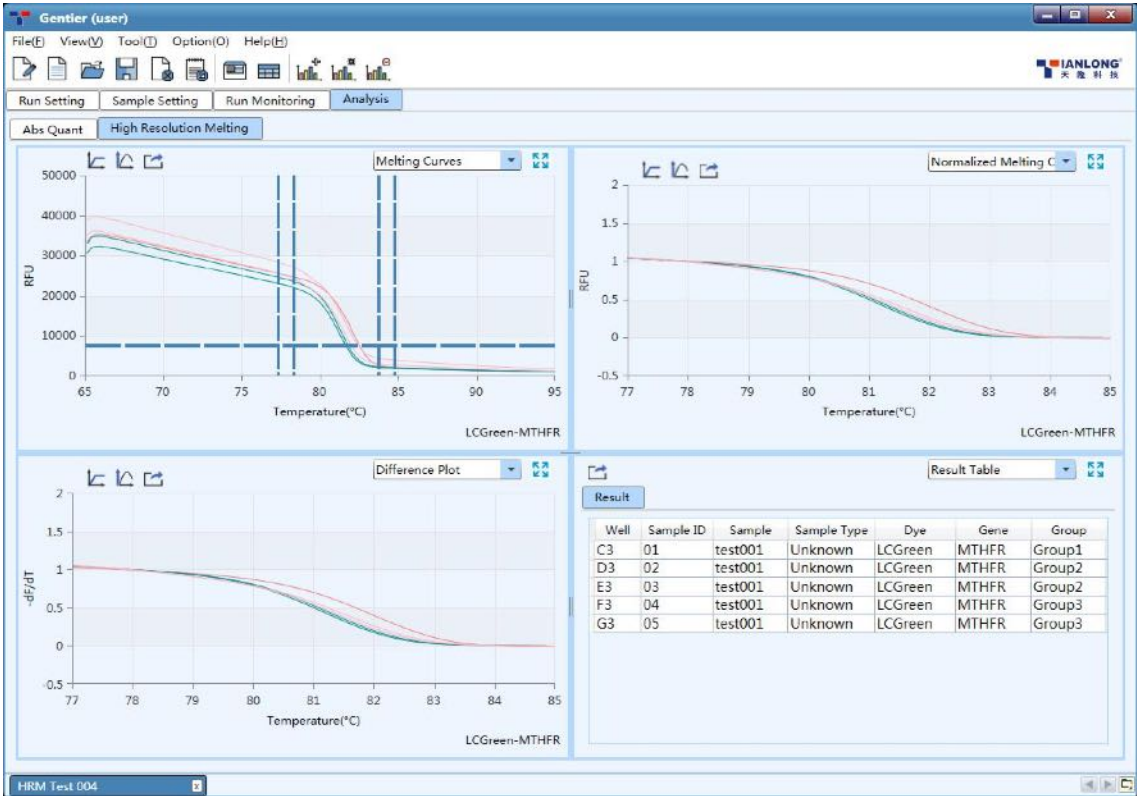 Gentier (user)
File(F) View(V) Tool(T) Option(O) Help(H)
TIANLONG
天隆科技
Run Setting Sample Setting Run Monitoring Analysis
Abs Quant High Resolution Melting
Melting Curves
50000
40000
30000
20000
10000
0
RFU
65 70 75 80 85 90 95
Temperature(°C)
LCGreen-MTHFR
Normalized Melting C
2
1.5
1
0.5
0
-0.5
RFU
77 78 79 80 81 82 83 84 85
Temperature(°C)
LCGreen-MTHFR
Difference Plot
2
1.5
1
0.5
0
-0.5
-dF/dT
77 78 79 80 81 82 83 84 85
Temperature(°C)
LCGreen-MTHFR
Result Table
Result
Well Sample ID Sample Sample Type Dye Gene Group
C3 01 test001 Unknown LCGreen MTHFR Group1
D3 02 test001 Unknown LCGreen MTHFR Group2
E3 03 test001 Unknown LCGreen MTHFR Group2
F3 04 test001 Unknown LCGreen MTHFR Group3
G3 05 test001 Unknown LCGreen MTHFR Group3
HRM Test 004